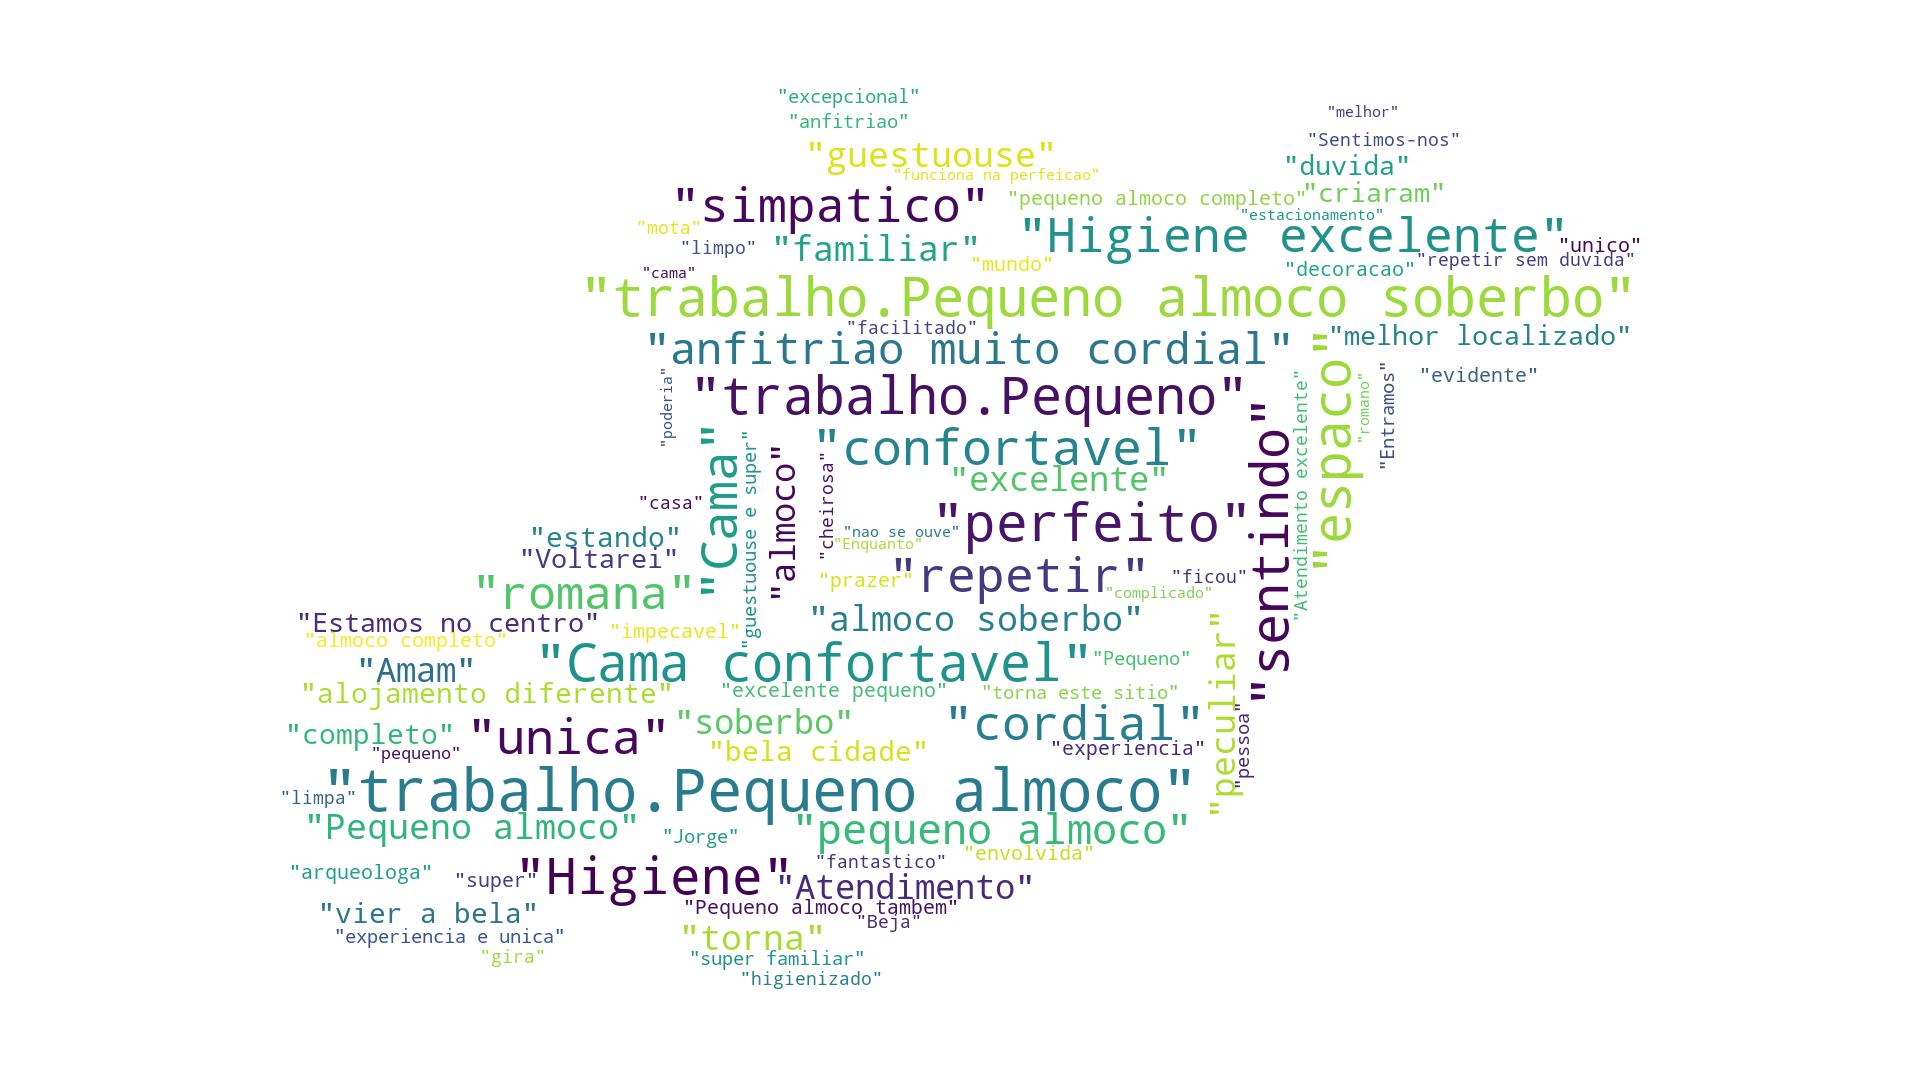 "excepcional"
"anfitriao"
"melhor"
"Sentimos-nos"
"guestuouse"
"duvida"
"funciona na perfeicao"
"criaram"
"pequeno almoco completo"
"simpatico"
"estacionamento"
"mota"
"Higiene excelente"
"unico"
"limpo"
"familiar"
"repetir sem duvida"
"mundo"
"decoracao"
"cama"
"trabalho.Pequeno almoco soberbo"
"facilitado"
"melhor localizado"
"anfitriao muito cordial"
"evidente"
"trabalho.Pequeno"
"poderia"
"espaco"
"romano"
"Entramos"
"Atendimento excelente"
"sentindo"
"confortavel"
"excelente"
"Cama"
"guestuouse e super"
"almoco"
"cheirosa"
"casa"
"perfeito"
"nao se ouve"
"Enquanto"
"estando"
"Voltarei"
"repetir"
"ficou"
"prazer"
"complicado"
"romana"
"almoco soberbo"
"Estamos no centro"
"impecavel"
"almoco completo"
"Cama confortavel"
"Pequeno"
"peculiar"
"Amam"
"alojamento diferente"
"excelente pequeno"
"torna este sitio"
"soberbo"
"cordial"
"pessoa"
"completo"
"unica"
"pequeno"
"bela cidade"
"experiencia"
"trabalho.Pequeno almoco"
"limpa"
"Pequeno almoco"
"Jorge"
"pequeno almoco"
"envolvida"
"fantastico"
"arqueologa"
"super"
"Higiene"
"Atendimento"
"Pequeno almoco tambem"
"vier a bela"
"Beja"
"experiencia e unica"
"torna"
"gira"
"super familiar"
"higienizado"